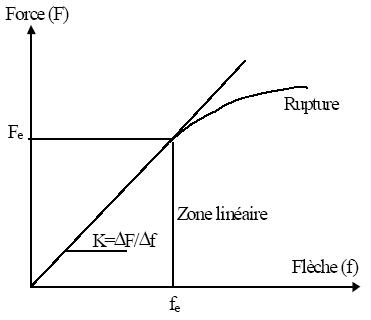 Force (F)
Rupture
Fe
Zone linéaire
K=ΔF/Δf
Flèche (f)
fe